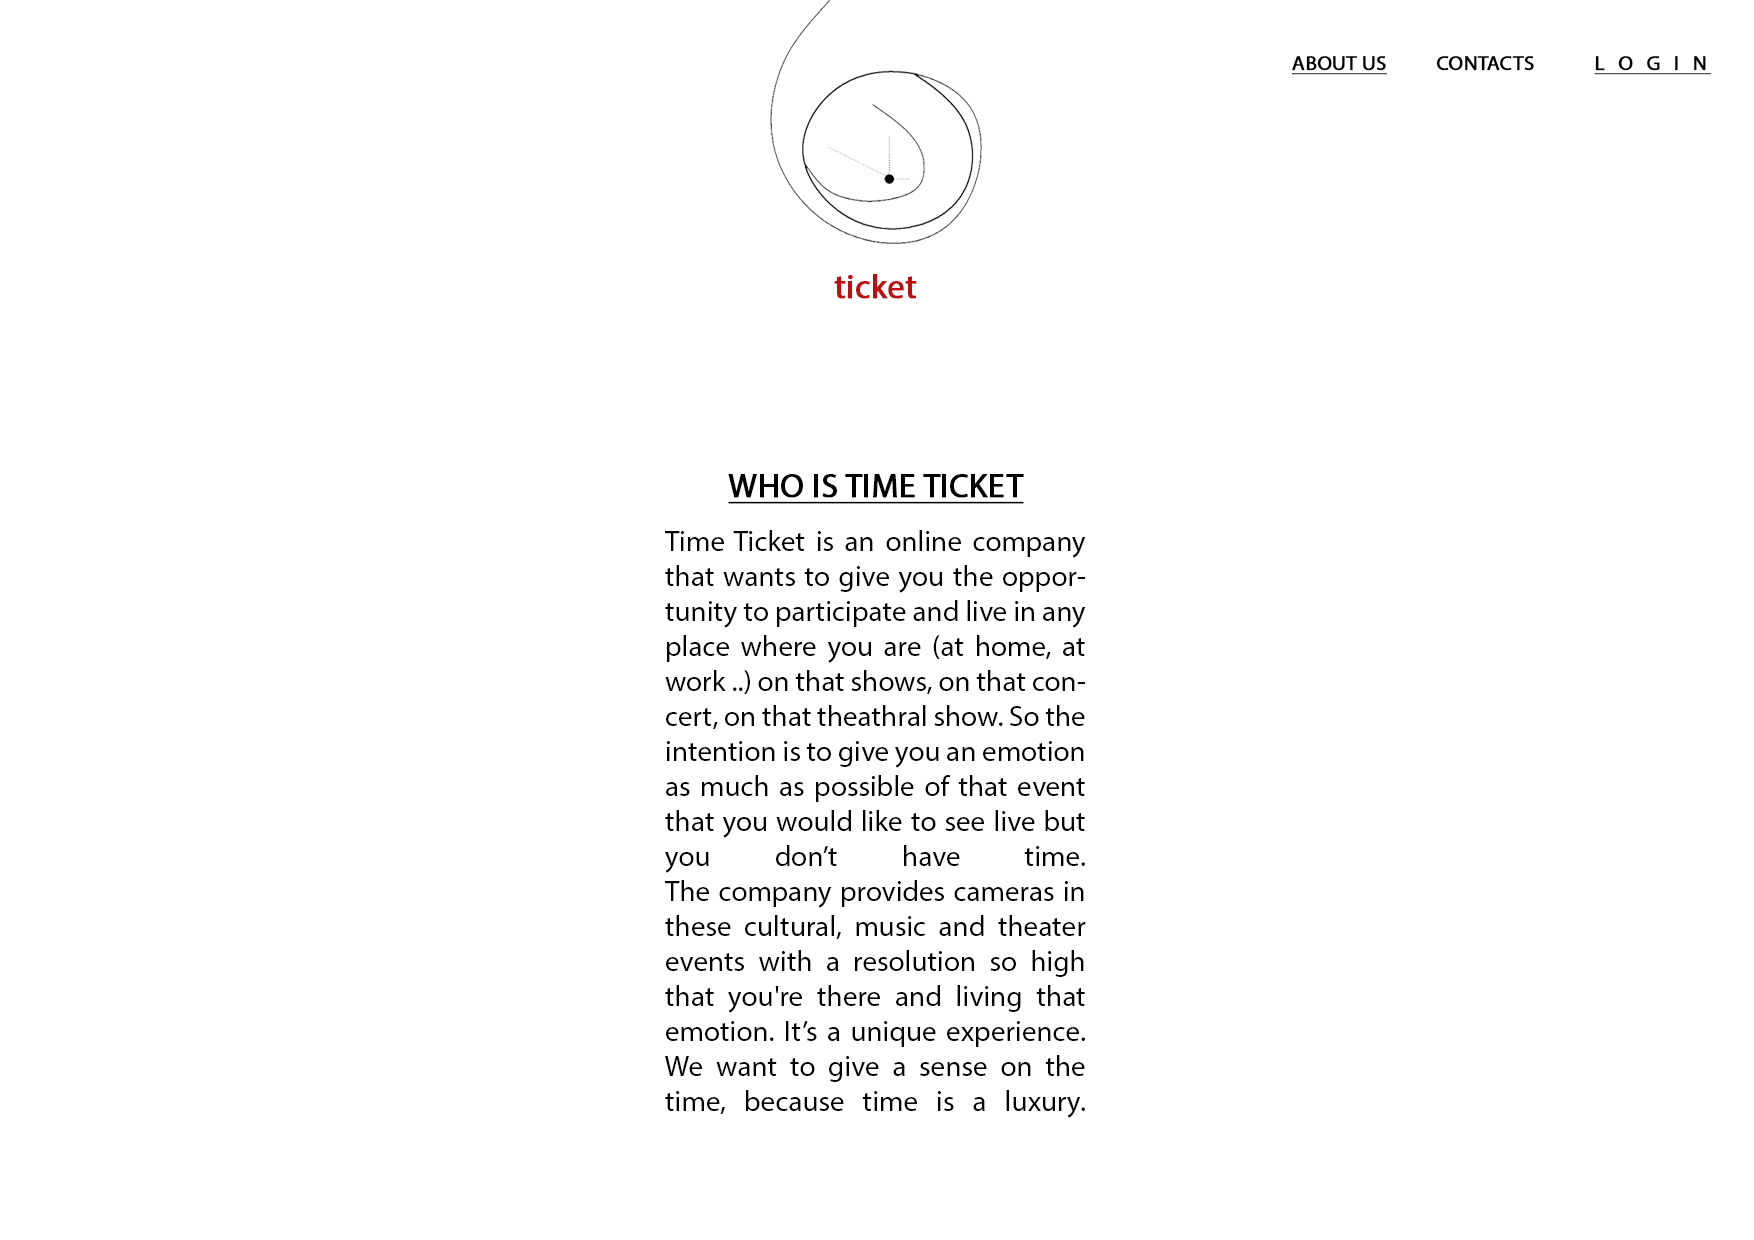 ABOUT US CONTACTS LOGIN
ticket
WHO IS TIME TICKET
Time Ticket is an online company
that wants to give you the oppor-
tunity to participate and live in any
place where you are (at home, at
work ..) on that shows, on that con-
cert, on that theathral show. So the
intention is to give you an emotion
as much as possible of that event
that you would like to see live but
you don’t have time.
The company provides cameras in
these cultural, music and theater
events with a resolution so high
that you're there and living that
emotion. It’s a unique experience.
We want to give a sense on the
time, because time is a luxury.